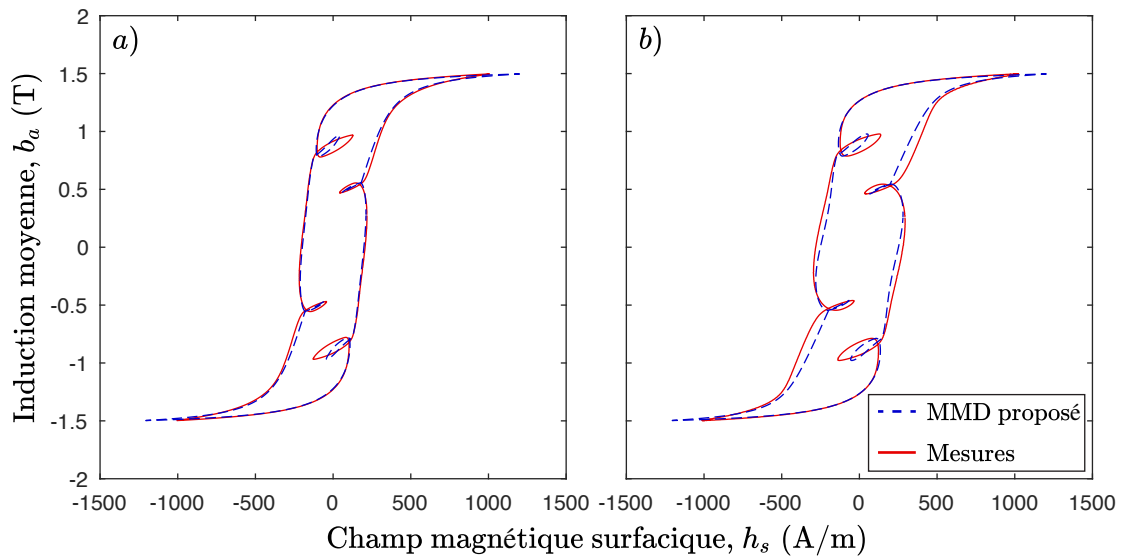 a)
b)
2
1.5
1
0.5
0
-0.5
-1
-1.5
-2
Induction moyenne, b_a (T)
-1500 -1000 -500 0 500 1000 1500
-1500 -1000 -500 0 500 1000 1500
MMD proposé
Mesures
Champ magnétique surfacique, h_s (A/m)